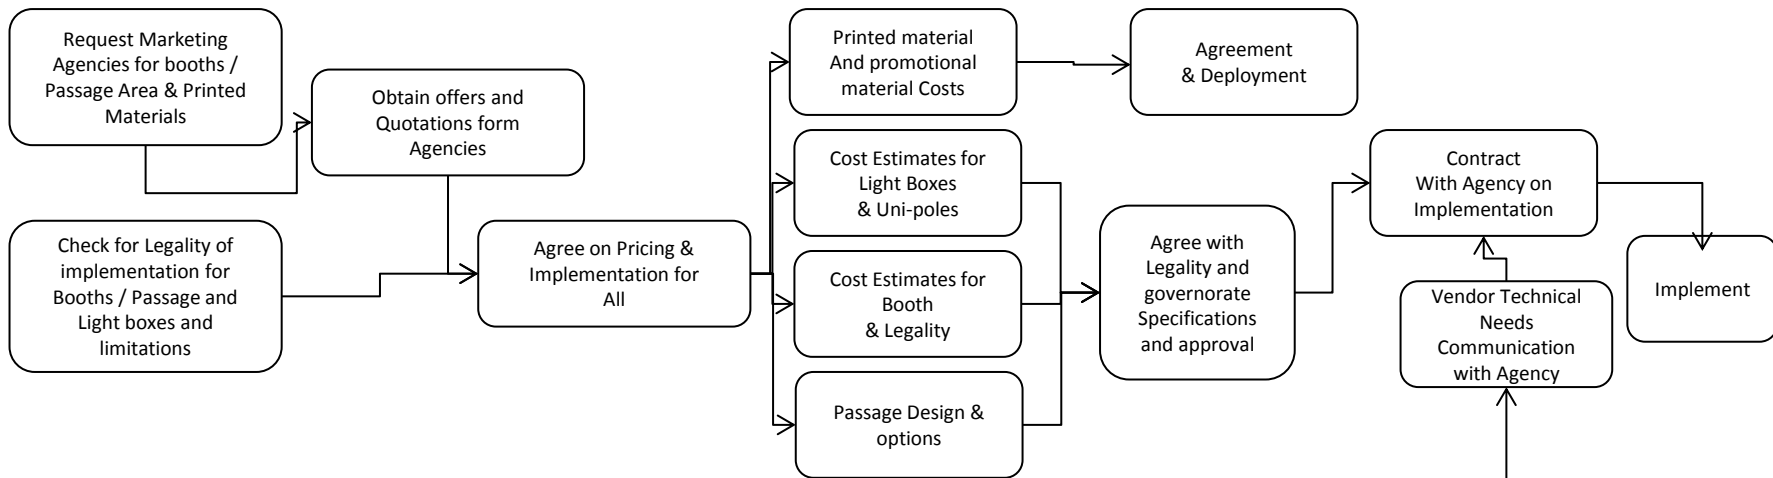 Request Marketing
Agencies for booths /
Passage Area & Printed
Materials
Obtain offers and
Quotations form
Agencies
Check for Legality of
implementation for
Booths / Passage and
Light boxes and
limitations
Agree on Pricing &
Implementation for
All
Printed material
And promotional
material Costs
Agreement
& Deployment
Cost Estimates for
Light Boxes
& Uni-poles
Cost Estimates for
Booth
& Legality
Passage Design &
options
Agree with
Legality and
governorate
Specifications
and approval
Contract
With Agency on
Implementation
Vendor Technical
Needs
Communication
with Agency
Implement